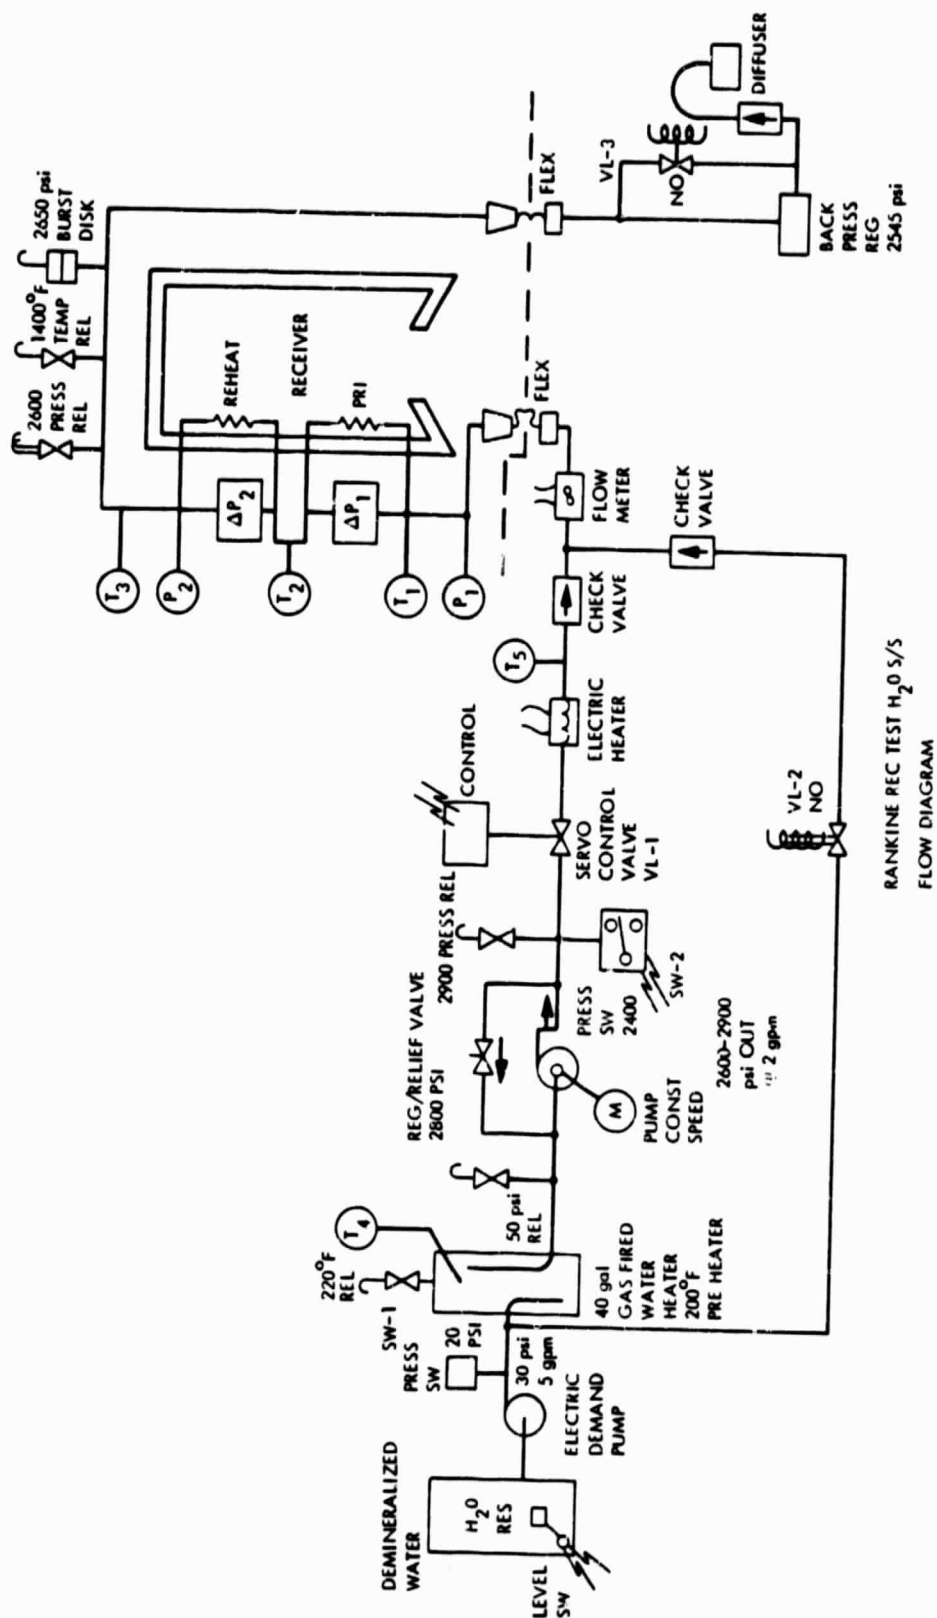 DEMINERALIZED
WATER
H2O
RES
LEVEL
SW
ELECTRIC
DEMAND
PUMP
30 psi
5 gpm
PRESS
SW
20
PSI
SW-1
220°F
REL
T4
40 gal
GAS FIRED
WATER
HEATER
200°F
PRE HEATER
50 psi
REL
REG/RELIEF VALVE
2800 PSI
M
PUMP
CONST
SPEED
2600-2900
psi OUT
2 gpm
2900 PRESS REL
PRESS
SW
2400
SW-2
CONTROL
SERVO
CONTROL
VALVE
VL-1
ELECTRIC
HEATER
T5
CHECK
VALVE
VL-2
NO
CHECK
VALVE
FLOW
METER
FLEX
P1
T1
T2
P2
T3
ΔP1
ΔP2
PRI
RECEIVER
REHEAT
2600
PRESS
REL
1400°F
TEMP
REL
2650 psi
BURST
DISK
FLEX
VL-3
NO
BACK
PRESS
REG
2545 psi
DIFFUSER
RANKINE REC TEST H2O S/S
FLOW DIAGRAM